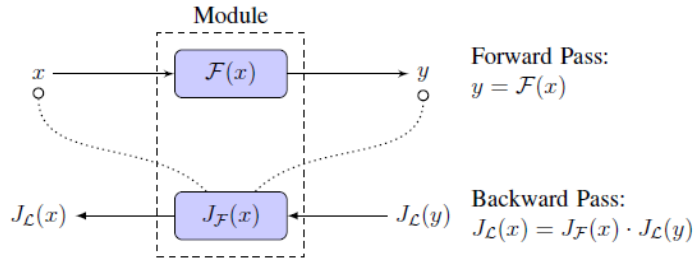 Module
x
𝓕(x)
y
Forward Pass:
y = 𝓕(x)
J_𝓛(x)
J_𝓕(x)
J_𝓛(y)
Backward Pass:
J_𝓛(x) = J_𝓕(x) · J_𝓛(y)